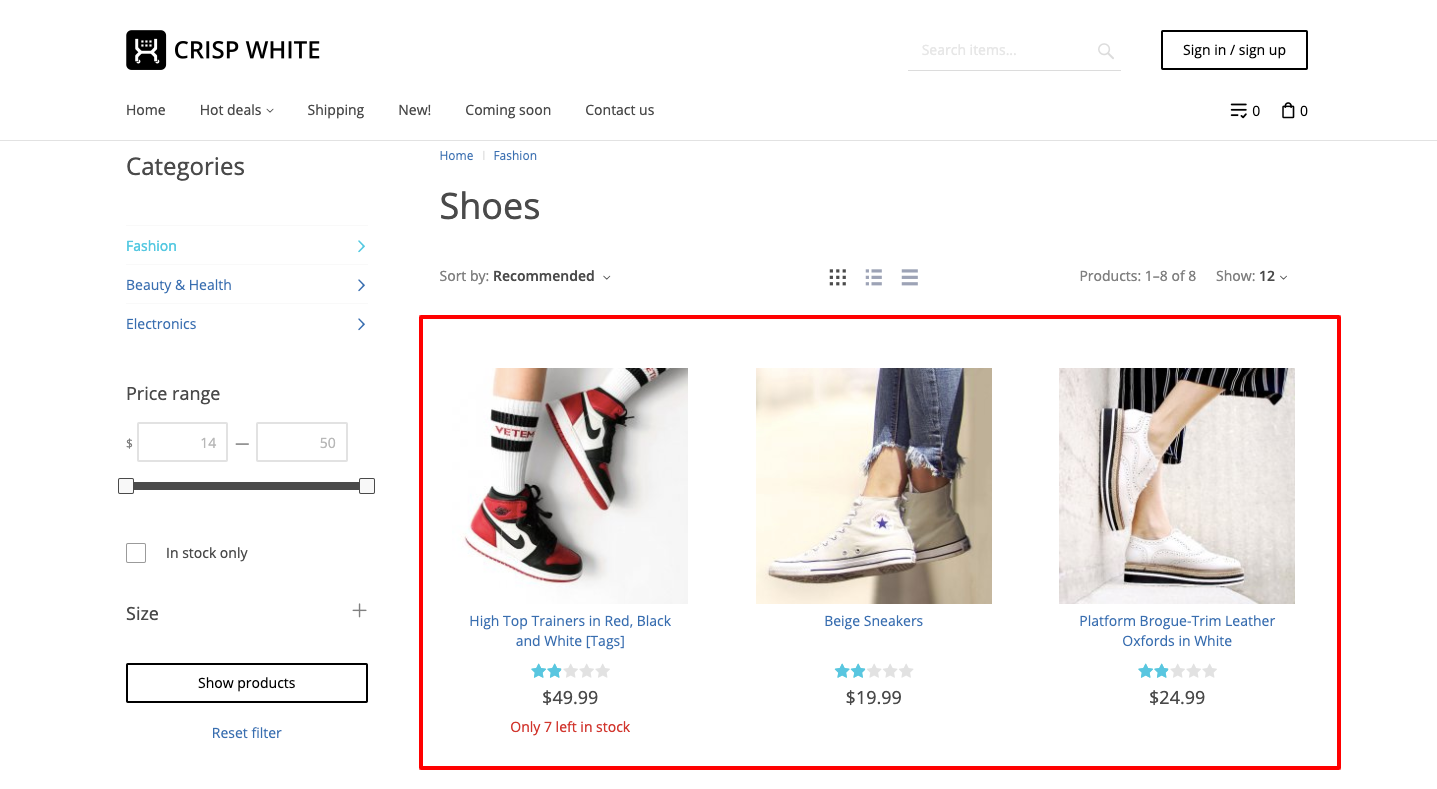 CRISP WHITE
Search items...
Sign in / sign up
Home
Hot deals
Shipping
New!
Coming soon
Contact us
0
0
Categories
Home
Fashion
Shoes
Fashion
Beauty & Health
Electronics
Sort by: Recommended
Products: 1–8 of 8
Show: 12
Price range
$ 14 — 50
In stock only
Size
Show products
Reset filter
VETEM
High Top Trainers in Red, Black
and White [Tags]
$49.99
Only 7 left in stock
Beige Sneakers
$19.99
Platform Brogue-Trim Leather
Oxfords in White
$24.99